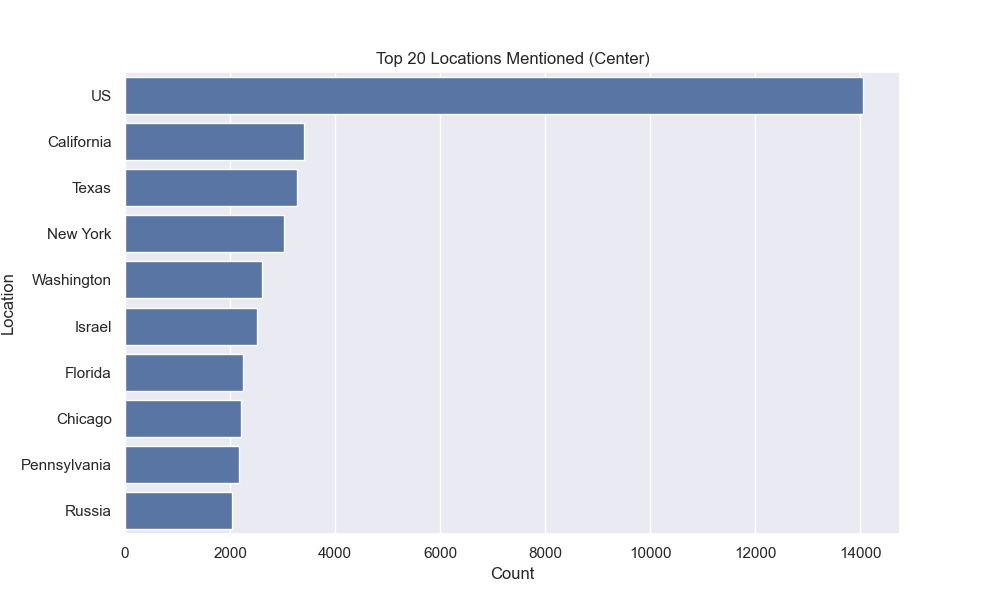 Top 20 Locations Mentioned (Center)
Location
US
California
Texas
New York
Washington
Israel
Florida
Chicago
Pennsylvania
Russia
0 2000 4000 6000 8000 10000 12000 14000
Count